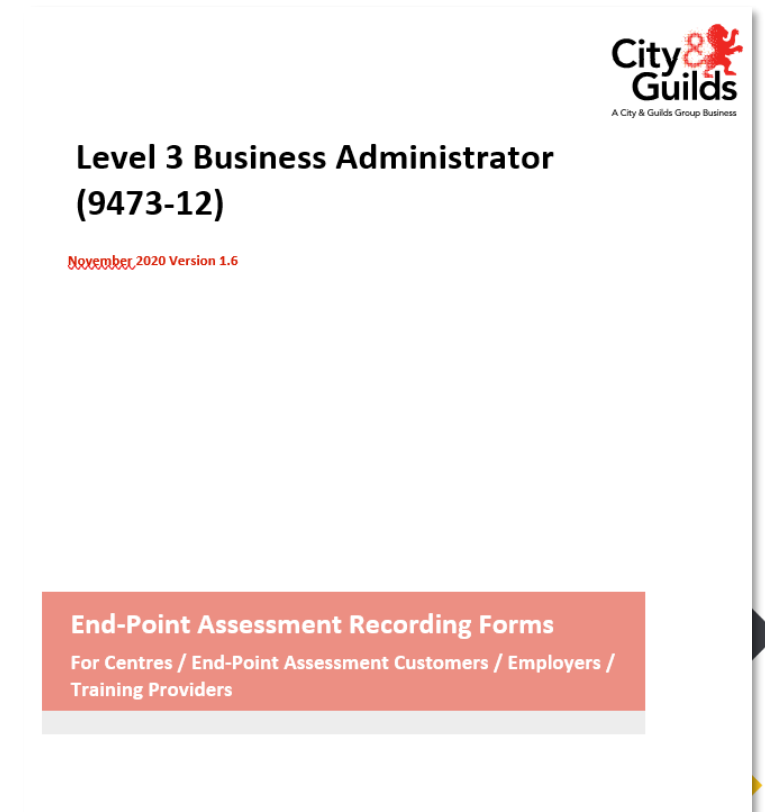 City&
Guilds
A City & Guilds Group Business
Level 3 Business Administrator
(9473-12)
November 2020 Version 1.6
End-Point Assessment Recording Forms
For Centres / End-Point Assessment Customers / Employers /
Training Providers